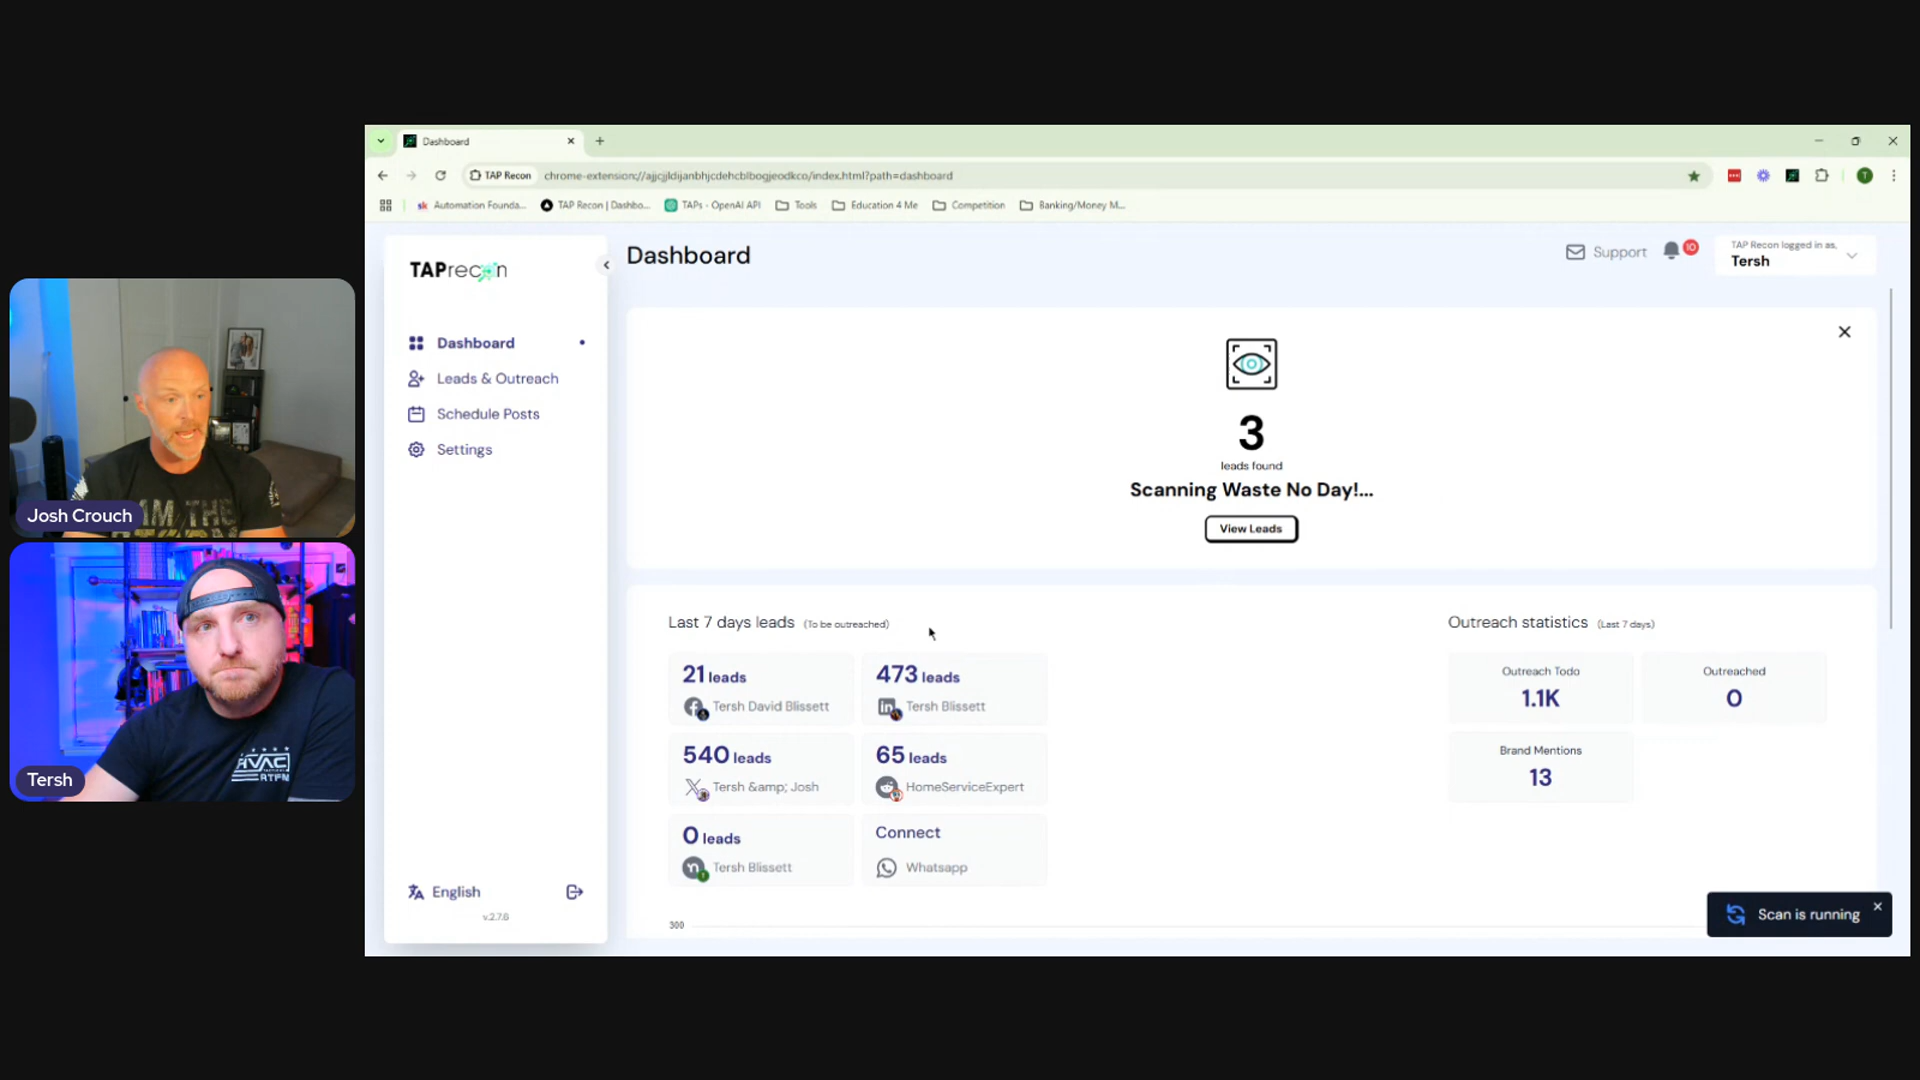 Dashboard
TAP Recon
chrome-extension://ajjcjjldijanbhjcdehcblbogjeodkco/index.html?path=dashboard
Automation Founda...
TAP Recon | Dashbo...
TAPs - OpenAI API
Tools
Education 4 Me
Competition
Banking/Money M...
TAPrecon
Dashboard
Leads & Outreach
Schedule Posts
Settings
English
v.2.7.6
Dashboard
Support
10
TAP Recon logged in as,
Tersh
3
leads found
Scanning Waste No Day!...
View Leads
Last 7 days leads (To be outreached)
21 leads
Tersh David Blissett
473 leads
Tersh Blissett
540 leads
Tersh &amp; Josh
65 leads
HomeServiceExpert
0 leads
Tersh Blissett
Connect
Whatsapp
300
Outreach statistics (Last 7 days)
Outreach Todo
1.1K
Outreached
0
Brand Mentions
13
Scan is running
AM THE
Josh Crouch
HVAC
Tersh